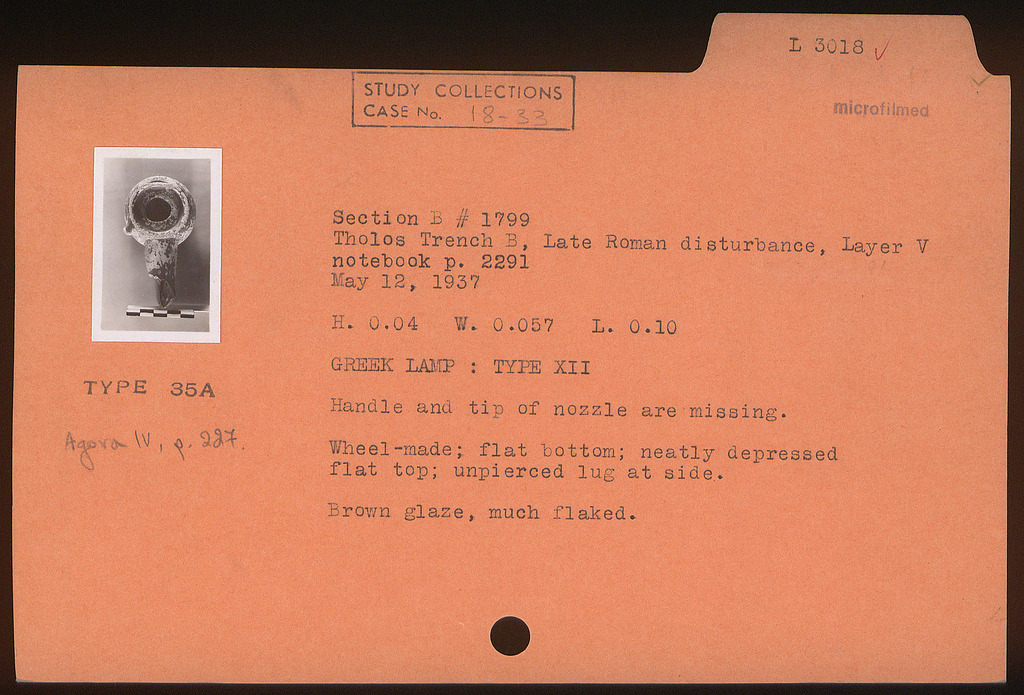 L 3018 ✓
STUDY COLLECTIONS
CASE No. 18-33
microfilmed
Section B # 1799
Tholos Trench B, Late Roman disturbance, Layer V
notebook p. 2291
May 12, 1937
H. 0.04 W. 0.057 L. 0.10
GREEK LAMP : TYPE XII
TYPE 35A
Handle and tip of nozzle are missing.
Agora IV, p. 227.
Wheel-made; flat bottom; neatly depressed
flat top; unpierced lug at side.
Brown glaze, much flaked.